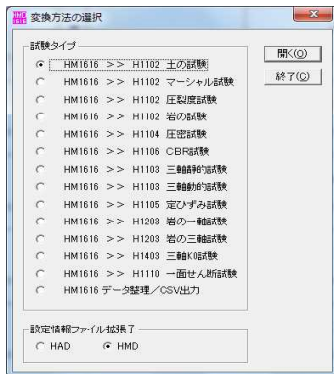 変換方法の選択
試験タイプ
HM1616 >> H1102 土の試験
HM1616 >> H1102 マーシャル試験
HM1616 >> H1102 圧裂度試験
HM1616 >> H1102 岩の試験
HM1616 >> H1104 圧密試験
HM1616 >> H1106 CBR試験
HM1616 >> H1103 三軸静的試験
HM1616 >> H1103 三軸動的試験
HM1616 >> H1105 定ひずみ試験
HM1616 >> H1203 岩の一軸試験
HM1616 >> H1203 岩の三軸試験
HM1616 >> H1403 三軸K0試験
HM1616 >> H1110 一面せん断試験
HM1616 データ整理/CSV出力
開く(O)
終了(C)
設定情報ファイル拡張子
HAD HMD